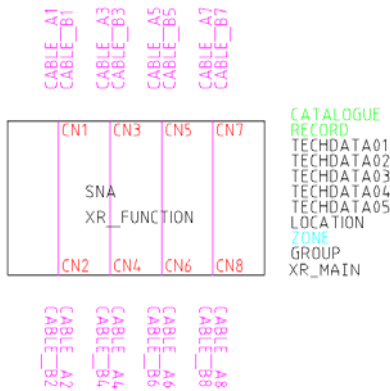 CABLE_A1
CABLE_B1
CABLE_A3
CABLE_B3
CABLE_A5
CABLE_B5
CABLE_A7
CABLE_B7
CN1 CN3 CN5 CN7
SNA
XR_FUNCTION
CN2 CN4 CN6 CN8
CATALOGUE
RECORD
TECHDATA01
TECHDATA02
TECHDATA03
TECHDATA04
TECHDATA05
LOCATION
ZONE
GROUP
XR_MAIN
CABLE_B2
CABLE_A2
CABLE_B4
CABLE_A4
CABLE_B6
CABLE_A6
CABLE_B8
CABLE_A8